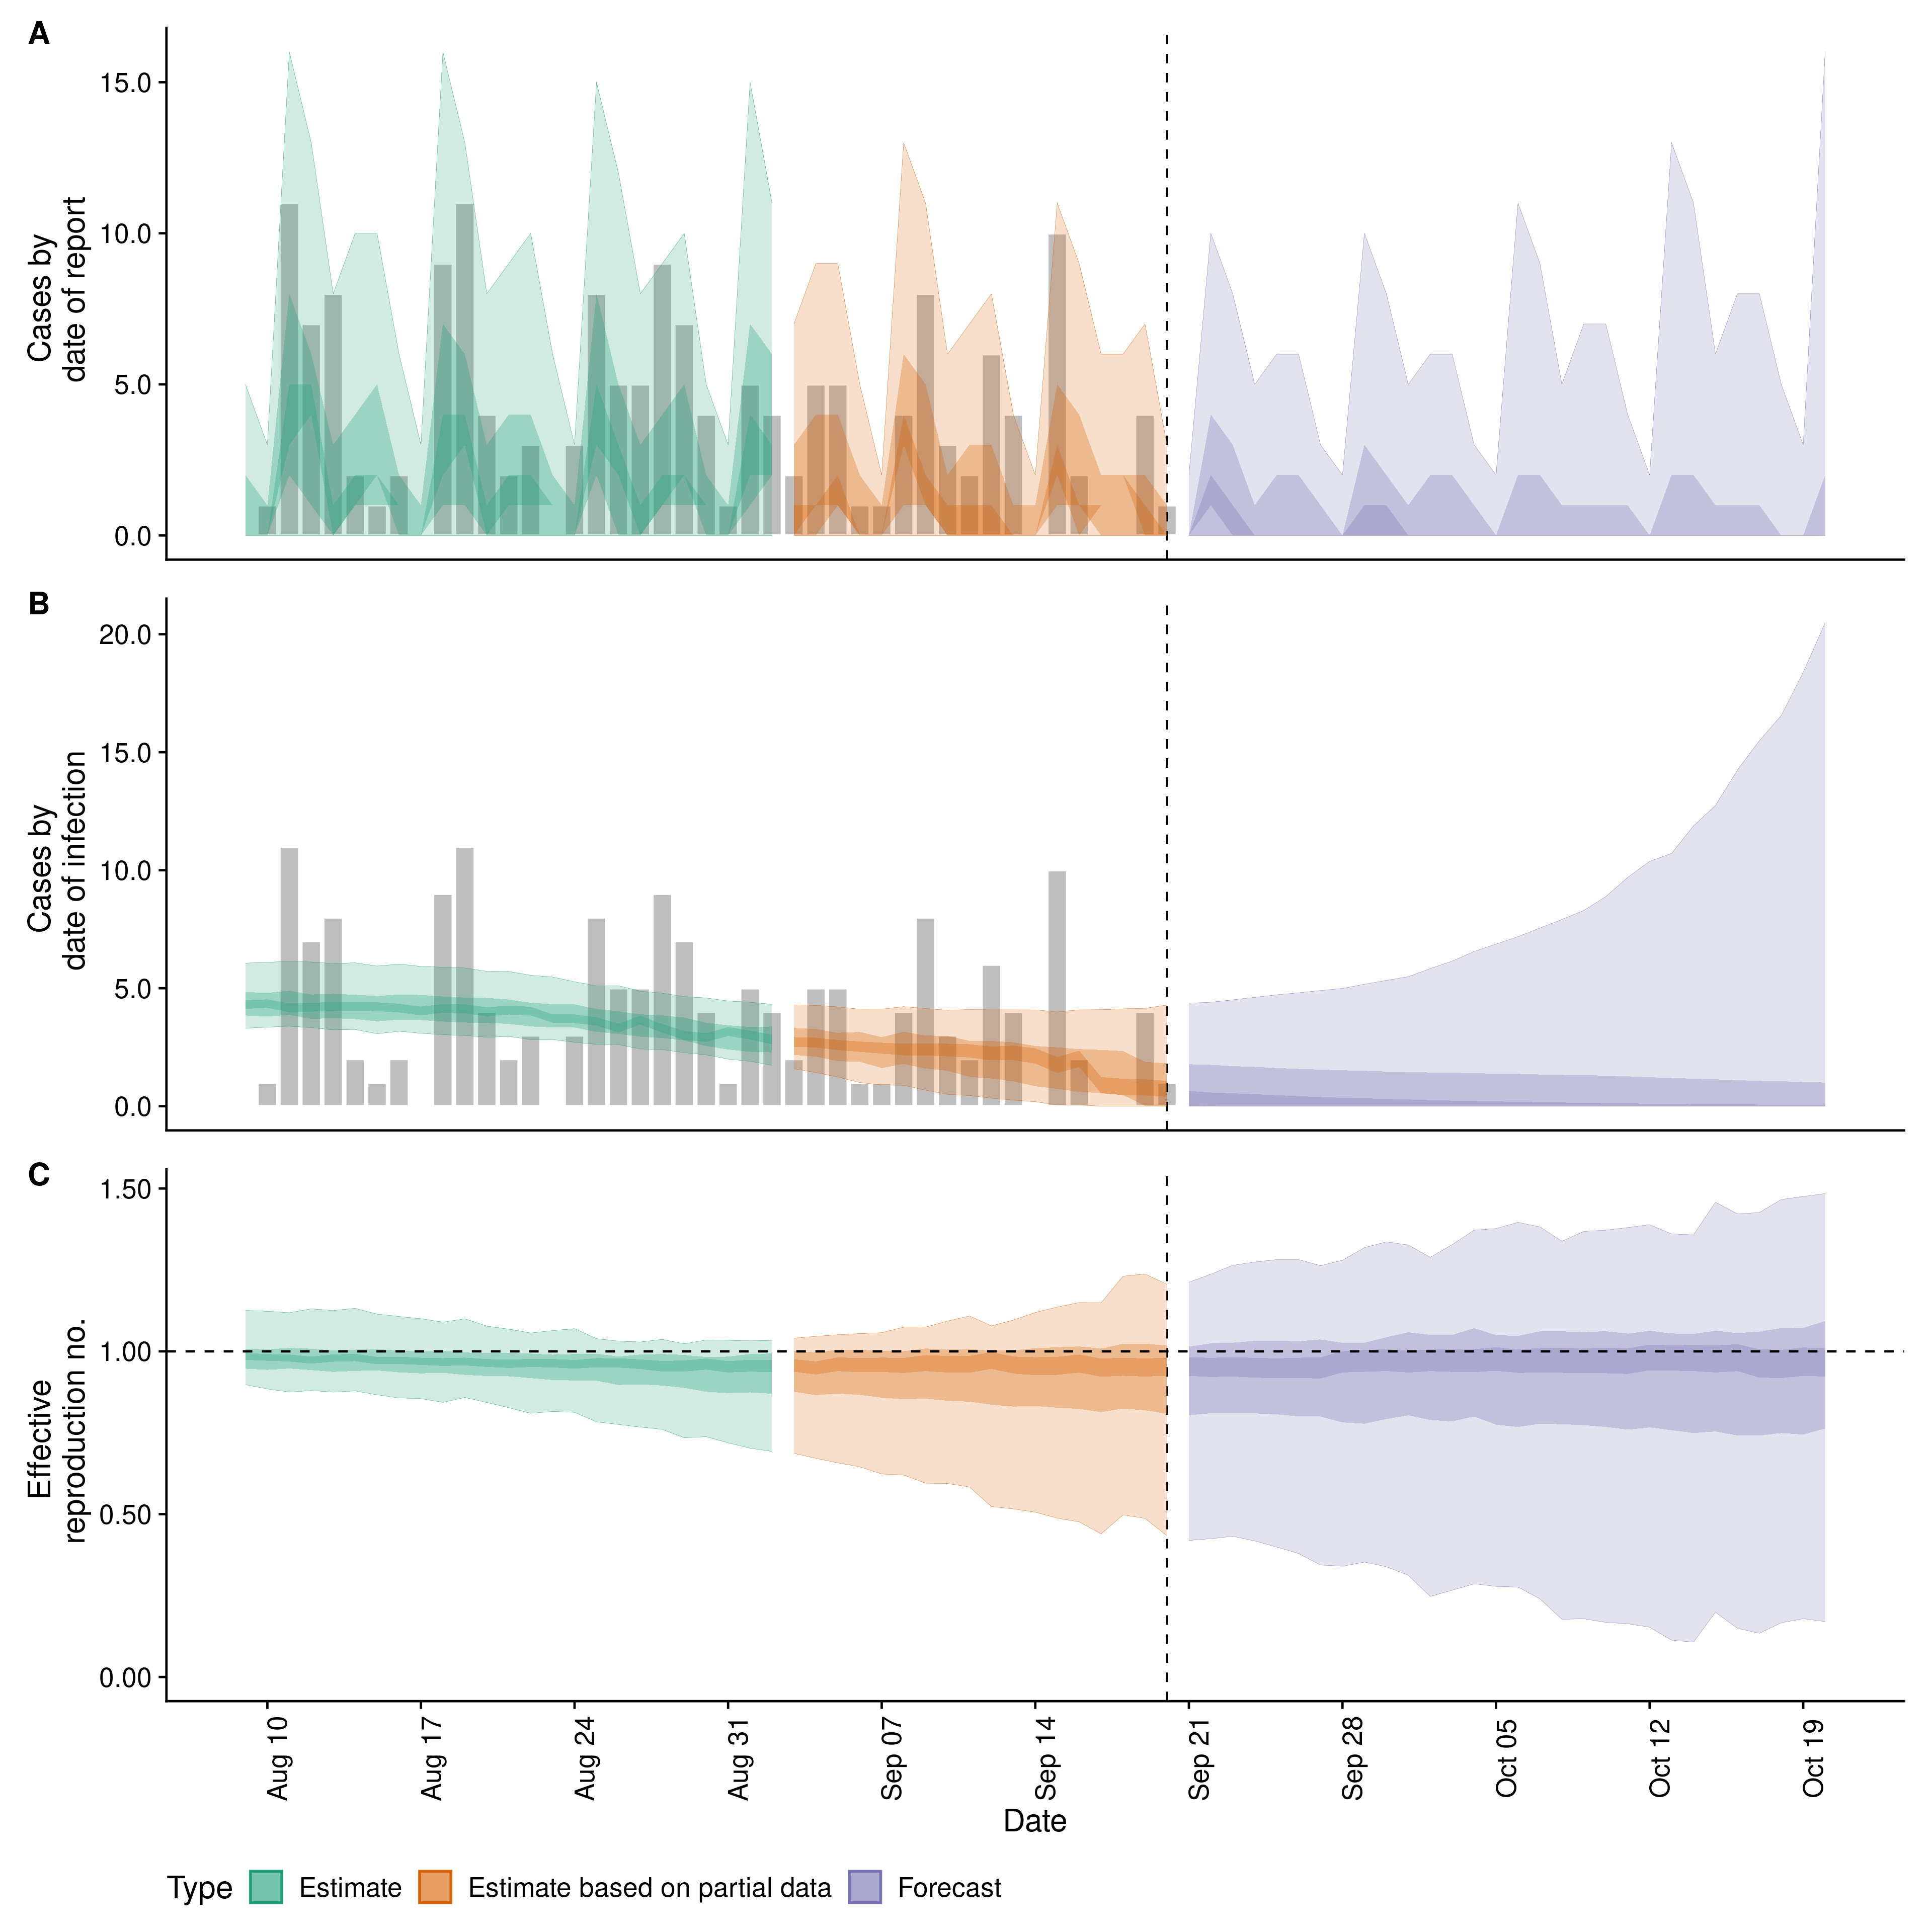 A
15.0
10.0
5.0
0.0
Cases by
date of report
B
20.0
15.0
10.0
5.0
0.0
Cases by
date of infection
C
1.50
1.00
0.50
0.00
Effective
reproduction no.
Aug 10
Aug 17
Aug 24
Aug 31
Sep 07
Sep 14
Sep 21
Sep 28
Oct 05
Oct 12
Oct 19
Date
Type Estimate Estimate based on partial data Forecast